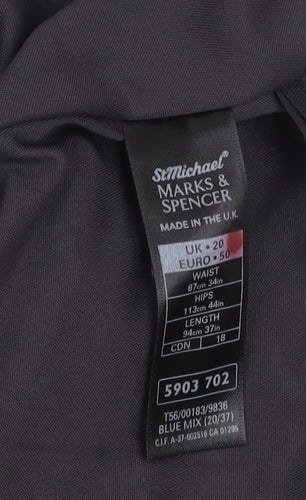 StMichael®
MARKS &
SPENCER
MADE IN THE U.K.
UK • 20
EURO • 50
WAIST
87cm 34in
HIPS
113cm 44in
LENGTH
94cm 37in
CDN 18
5903 702
T56/00183/9836
BLUE MIX (20/37)
C.I.F. A-37-002516 CA 01295